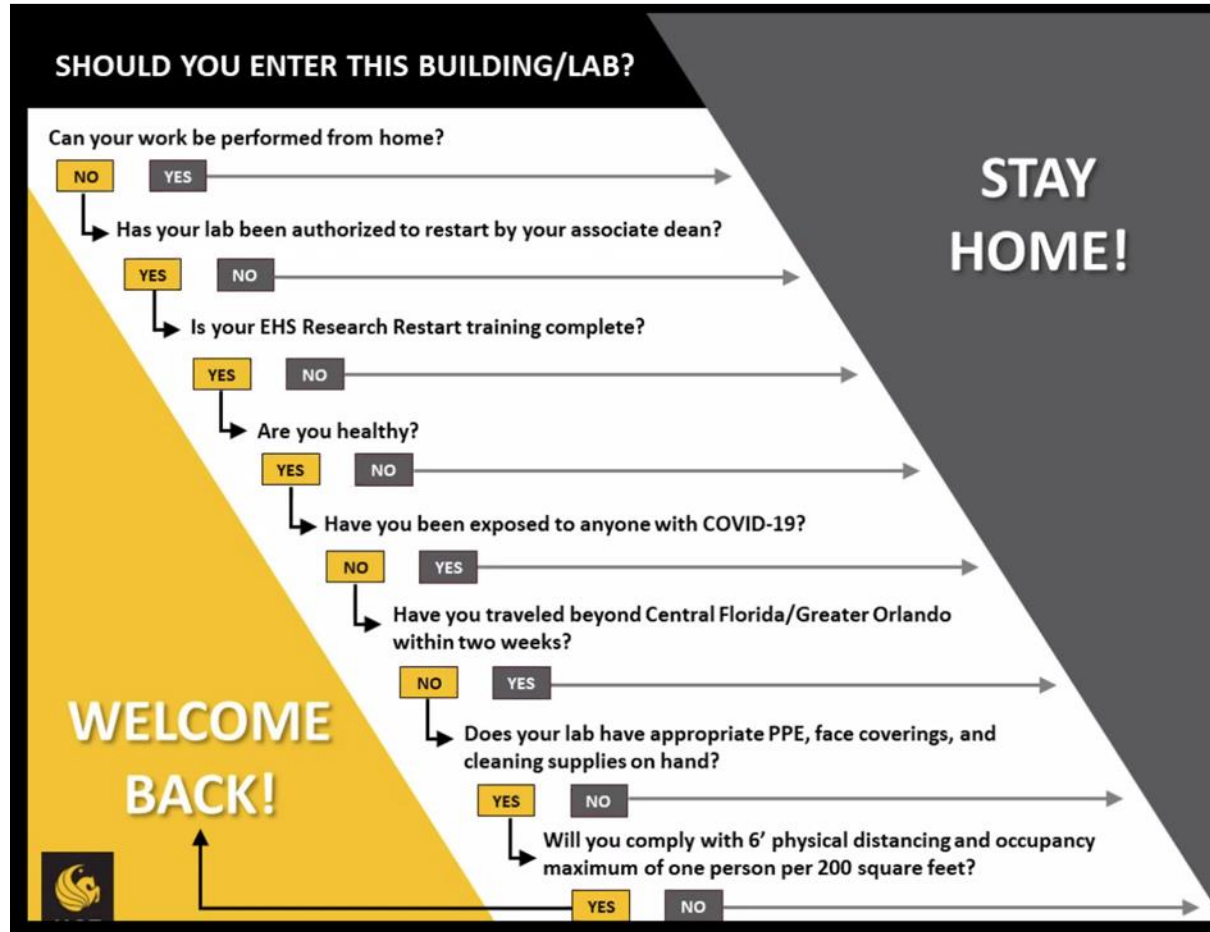 SHOULD YOU ENTER THIS BUILDING/LAB?
STAY
HOME!
Can your work be performed from home?
NO YES
Has your lab been authorized to restart by your associate dean?
YES NO
Is your EHS Research Restart training complete?
YES NO
Are you healthy?
YES NO
Have you been exposed to anyone with COVID-19?
NO YES
Have you traveled beyond Central Florida/Greater Orlando
within two weeks?
NO YES
Does your lab have appropriate PPE, face coverings, and
cleaning supplies on hand?
YES NO
Will you comply with 6’ physical distancing and occupancy
maximum of one person per 200 square feet?
YES NO
WELCOME
BACK!